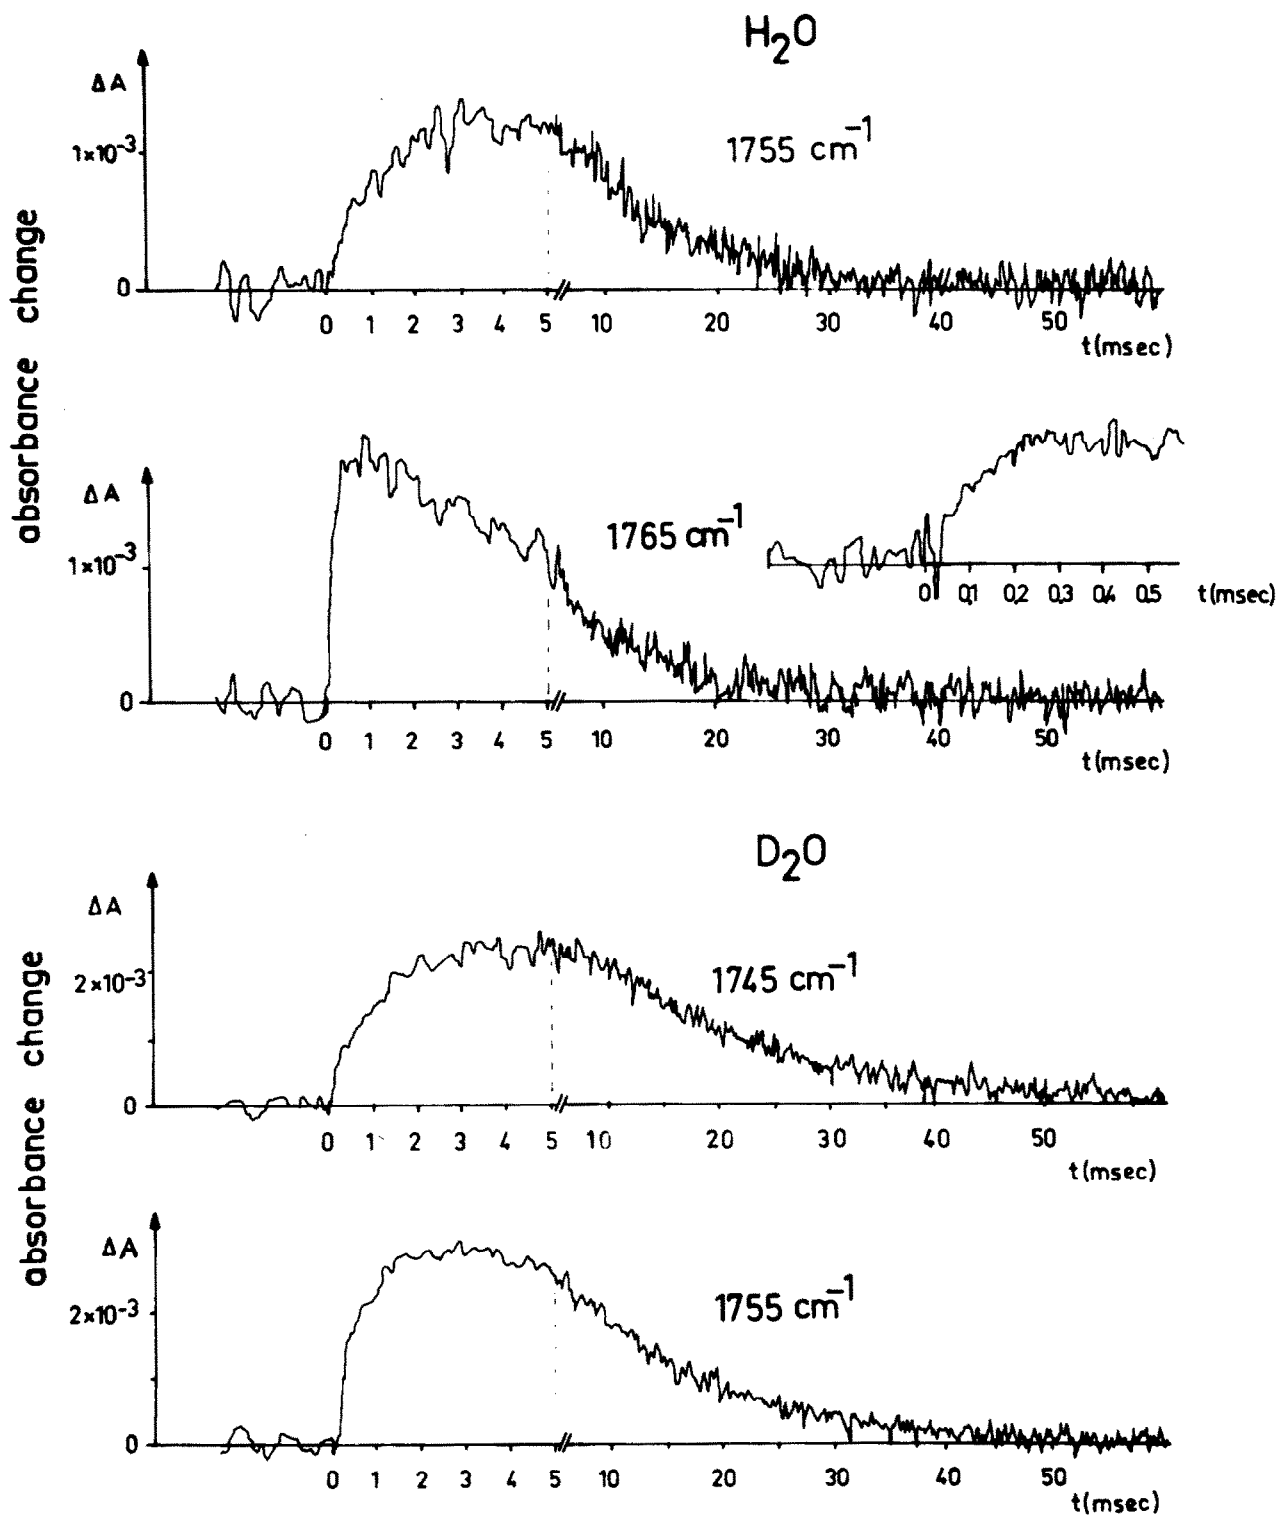 H₂O
ΔA
1×10⁻³
1755 cm⁻¹
0
0 1 2 3 4 5 10 20 30 40 50
t(msec)
absorbance change
ΔA
1765 cm⁻¹
1×10⁻³
0 0,1 0,2 0,3 0,4 0,5 t(msec)
0
0 1 2 3 4 5 10 20 30 40 50
t(msec)
D₂O
ΔA
2×10⁻³
1745 cm⁻¹
0
0 1 2 3 4 5 10 20 30 40 50
t(msec)
absorbance change
ΔA
2×10⁻³
1755 cm⁻¹
0
0 1 2 3 4 5 10 20 30 40 50
t(msec)